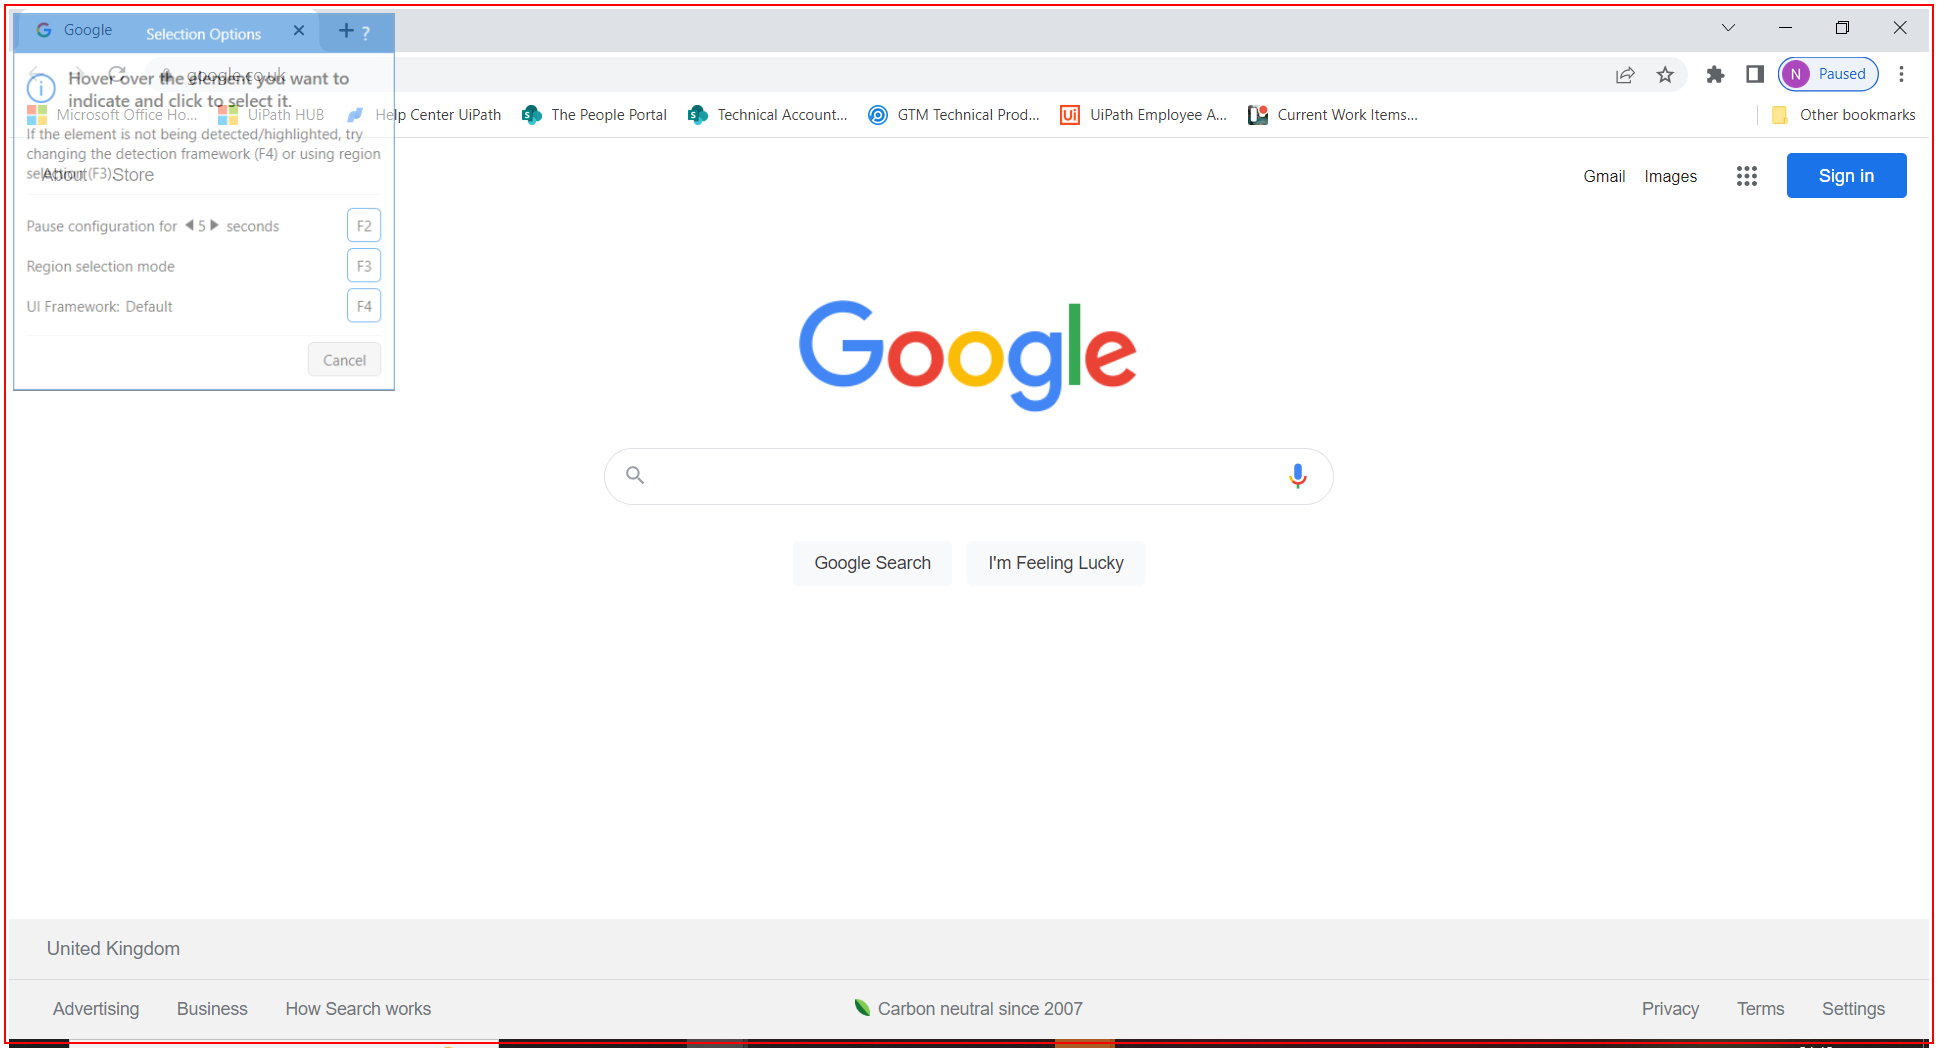 Google
Selection Options
?
google.co.uk
Hover over the element you want to
indicate and click to select it.
N Paused
Microsoft Office Ho... UiPath HUB Help Center UiPath The People Portal Technical Account... GTM Technical Prod... UiPath Employee A... Current Work Items... Other bookmarks
If the element is not being detected/highlighted, try
changing the detection framework (F4) or using region
selection (F3).
About Store
Gmail Images Sign in
Pause configuration for 5 seconds F2
Region selection mode F3
UI Framework: Default F4
Cancel
Google
Google Search I'm Feeling Lucky
United Kingdom
Advertising Business How Search works Carbon neutral since 2007 Privacy Terms Settings